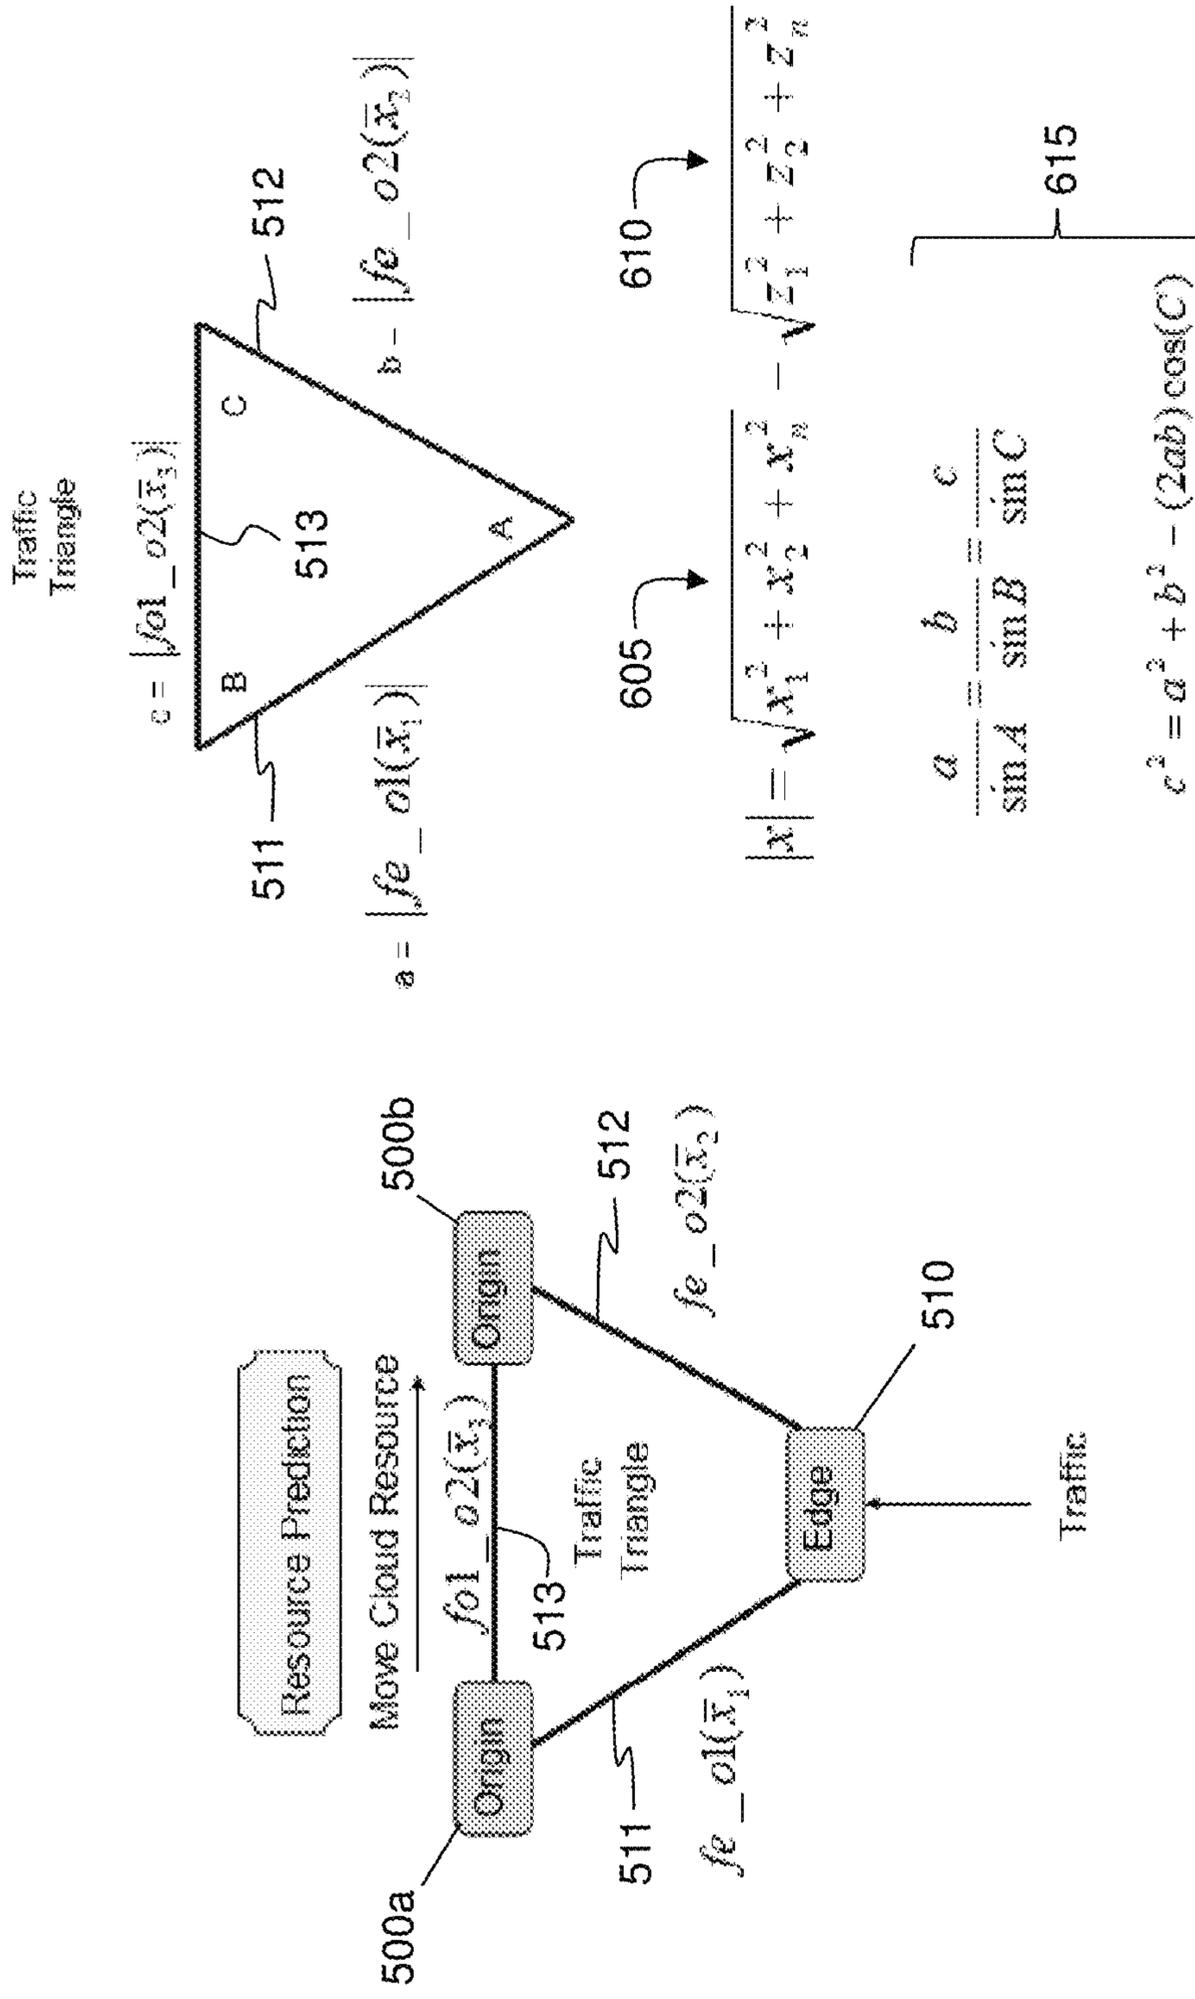 Resource Prediction
Move Cloud Resource
500a
500b
Origin
fo1_o2(x̄₃)
Origin
513
Traffic
Triangle
511
512
fe_o1(x̄₁)
fe_o2(x̄₂)
Edge
510
Traffic
Traffic
Triangle
c = |fo1_o2(x̄₃)|
B
C
513
511
512
A
a = |fe_o1(x̄₁)|
b - |fe_o2(x̄₂)|
605
610
|x| = √(x₁² + x₂² + xₙ²) − √(z₁² + z₂² + zₙ²)
a/sin A = b/sin B = c/sin C
615
c² = a² + b² − (2ab)cos(C)